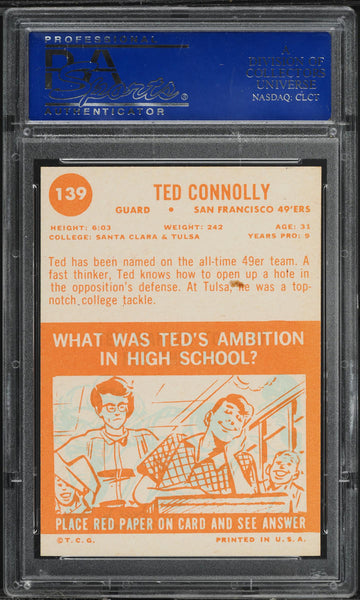 PROFESSIONAL
PSA
Sports
AUTHENTICATOR
A
DIVISION OF
COLLECTORS
UNIVERSE
NASDAQ: CLCT
139
TED CONNOLLY
GUARD • SAN FRANCISCO 49'ERS
HEIGHT: 6:03 WEIGHT: 242 AGE: 31
COLLEGE: SANTA CLARA & TULSA YEARS PRO: 9
Ted has been named on the all-time 49er team. A
fast thinker, Ted knows how to open up a hole in
the opposition's defense. At Tulsa, he was a top-
notch college tackle.
WHAT WAS TED'S AMBITION
IN HIGH SCHOOL?
PLACE RED PAPER ON CARD AND SEE ANSWER
©T.C.G. PRINTED IN U.S.A.